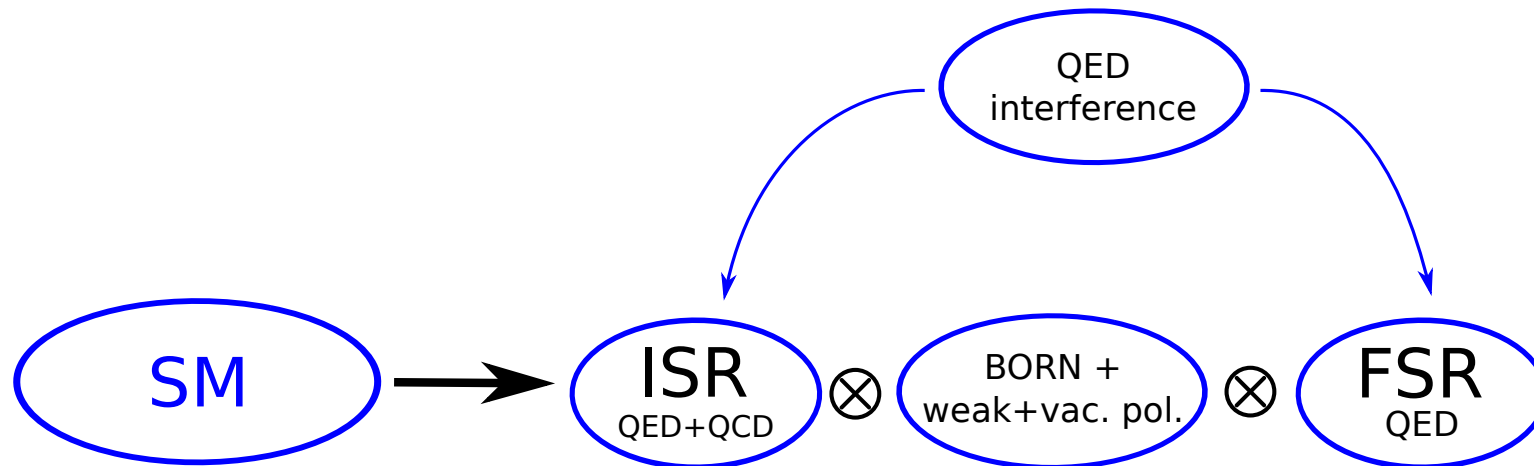 QED
interference
SM
ISR
QED+QCD
⊗
BORN +
weak+vac. pol.
⊗
FSR
QED